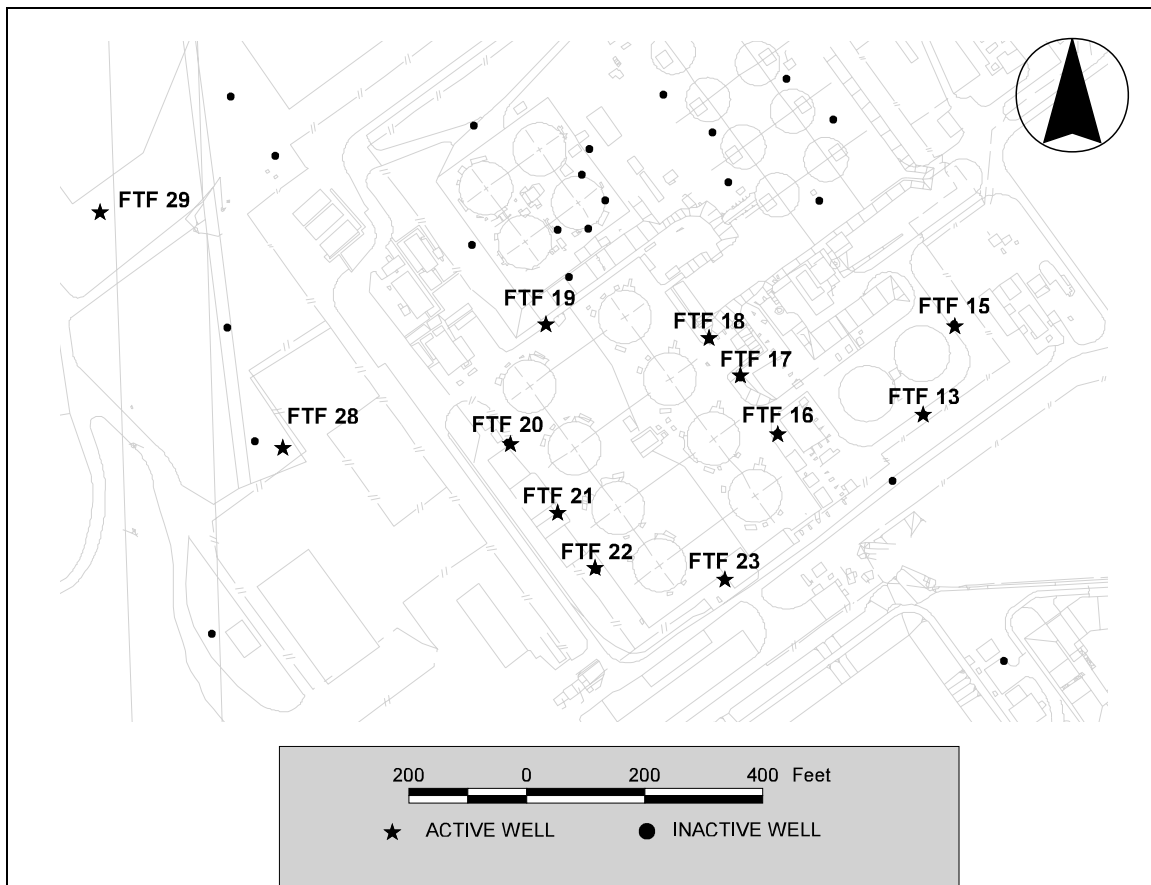 FTF 29
FTF 19
FTF 18
FTF 15
FTF 17
FTF 13
FTF 28
FTF 20
FTF 16
FTF 21
FTF 22
FTF 23
200 0 200 400 Feet
ACTIVE WELL INACTIVE WELL